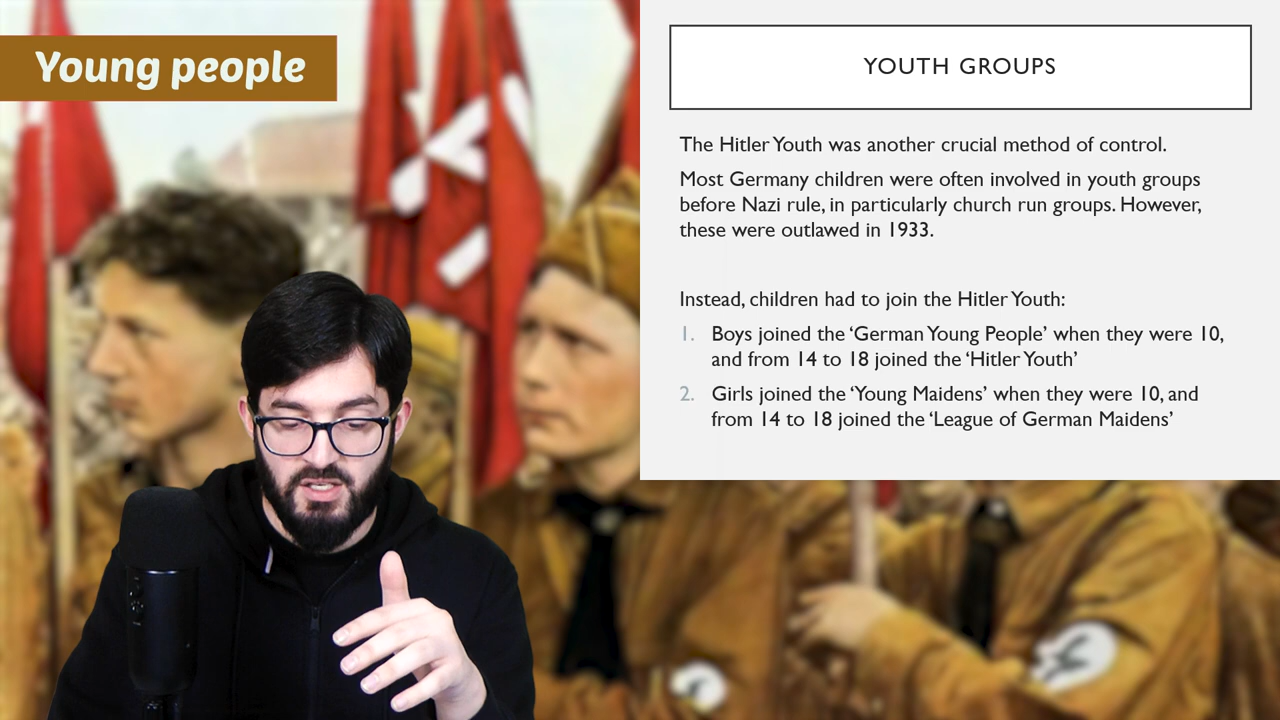 Young people
YOUTH GROUPS
The Hitler Youth was another crucial method of control.
Most Germany children were often involved in youth groups
before Nazi rule, in particularly church run groups. However,
these were outlawed in 1933.
Instead, children had to join the Hitler Youth:
1. Boys joined the ‘German Young People’ when they were 10,
and from 14 to 18 joined the ‘Hitler Youth’
2. Girls joined the ‘Young Maidens’ when they were 10, and
from 14 to 18 joined the ‘League of German Maidens’